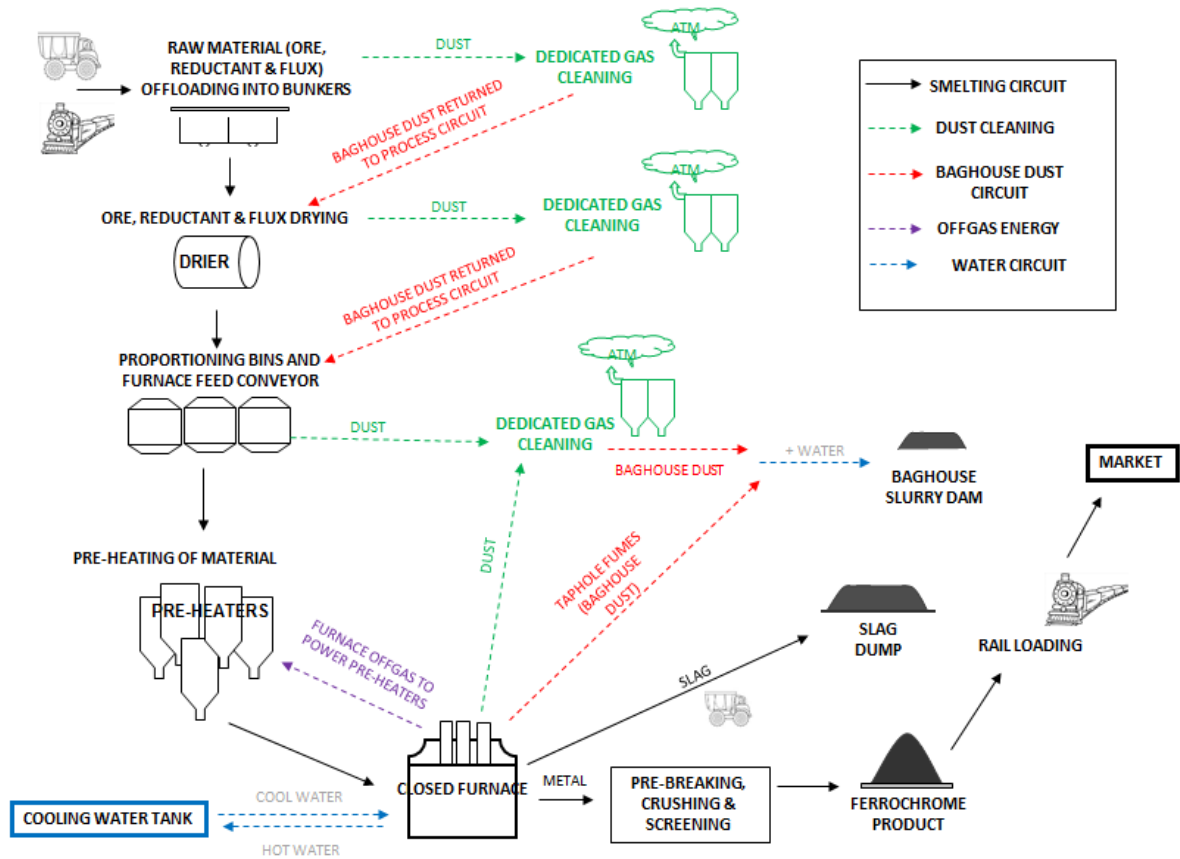 RAW MATERIAL (ORE,
REDUCTANT & FLUX)
OFFLOADING INTO BUNKERS
DUST
DEDICATED GAS
CLEANING
ATM
BAGHOUSE DUST RETURNED
TO PROCESS CIRCUIT
SMELTING CIRCUIT
DUST CLEANING
BAGHOUSE DUST
CIRCUIT
OFFGAS ENERGY
WATER CIRCUIT
ORE, REDUCTANT & FLUX DRYING
DRIER
DUST
DEDICATED GAS
CLEANING
ATM
BAGHOUSE DUST RETURNED
TO PROCESS CIRCUIT
PROPORTIONING BINS AND
FURNACE FEED CONVEYOR
DUST
DEDICATED GAS
CLEANING
ATM
BAGHOUSE DUST
+ WATER
BAGHOUSE
SLURRY DAM
MARKET
PRE-HEATING OF MATERIAL
PRE-HEATERS
FURNACE OFFGAS TO
POWER PRE-HEATERS
DUST
TAPHOLE FUMES
(BAGHOUSE
DUST)
SLAG
SLAG
DUMP
RAIL LOADING
CLOSED FURNACE
METAL
PRE-BREAKING,
CRUSHING &
SCREENING
FERROCHROME
PRODUCT
COOLING WATER TANK
COOL WATER
HOT WATER